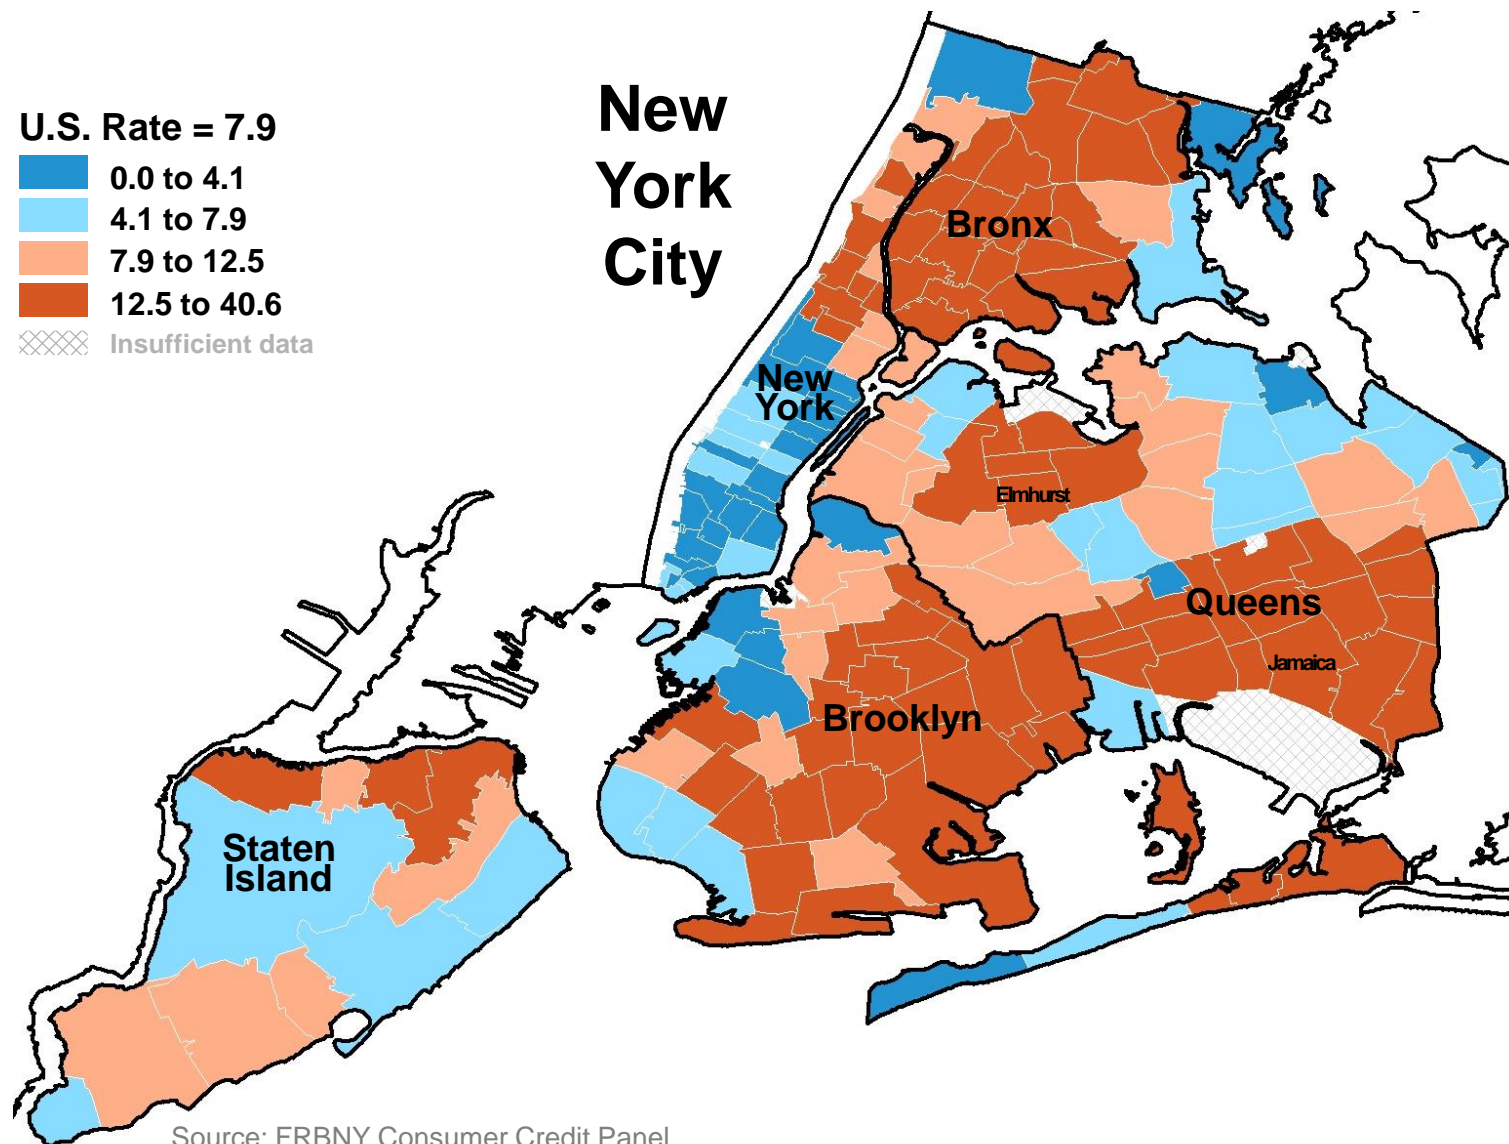 New
York
City
U.S. Rate = 7.9
0.0 to 4.1
4.1 to 7.9
7.9 to 12.5
12.5 to 40.6
Insufficient data
Bronx
New
York
Elmhurst
Queens
Jamaica
Brooklyn
Staten
Island
Source: FRBNY Consumer Credit Panel